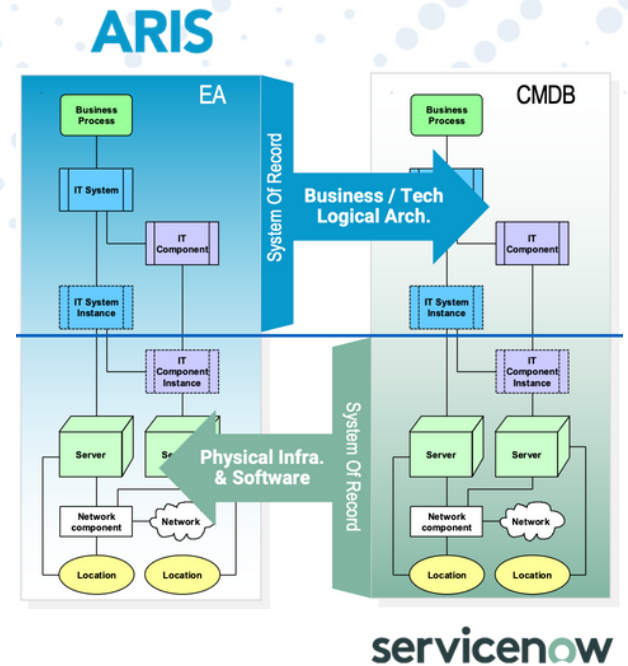 ARIS
EA
Business
Process
IT System
IT
Component
IT System
Instance
IT
Component
Instance
Server
Network
component
Network
Location
Location
System Of Record
Business / Tech
Logical Arch.
CMDB
Business
Process
IT
Component
IT System
Instance
IT
Component
Instance
Server
Server
Network
component
Network
Location
Location
System Of Record
Physical Infra.
& Software
servicenow